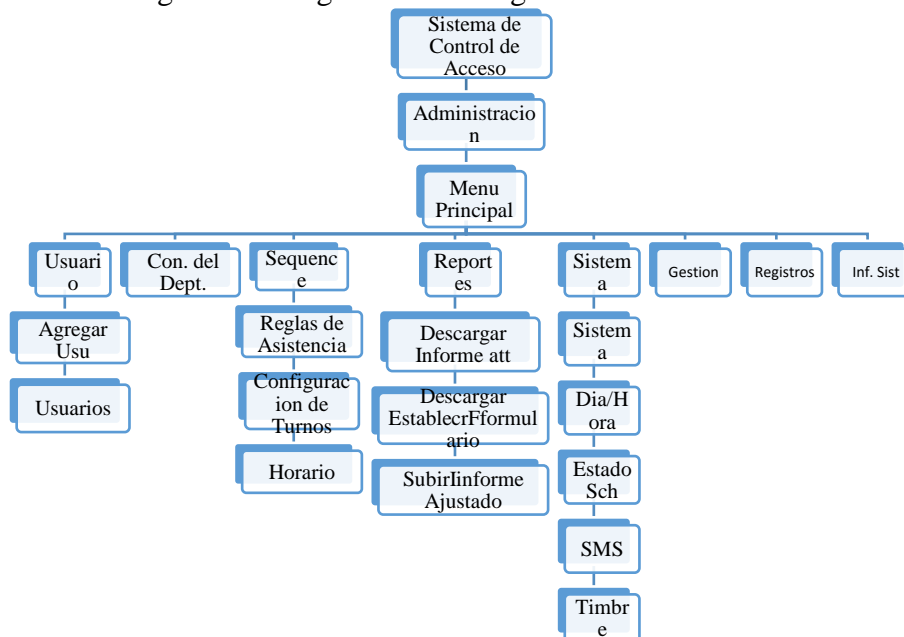 Sistema de
Control de
Acceso
Administracio
n
Menu
Principal
Usuari
o
Con. del
Dept.
Sequenc
e
Report
es
Sistem
a
Gestion
Registros
Inf. Sist
Agregar
Usu
Usuarios
Reglas de
Asistencia
Configurac
ion de
Turnos
Horario
Descargar
Informe att
Descargar
EstablecrFformul
ario
SubirIinforme
Ajustado
Sistem
a
Dia/H
ora
Estado
Sch
SMS
Timbr
e